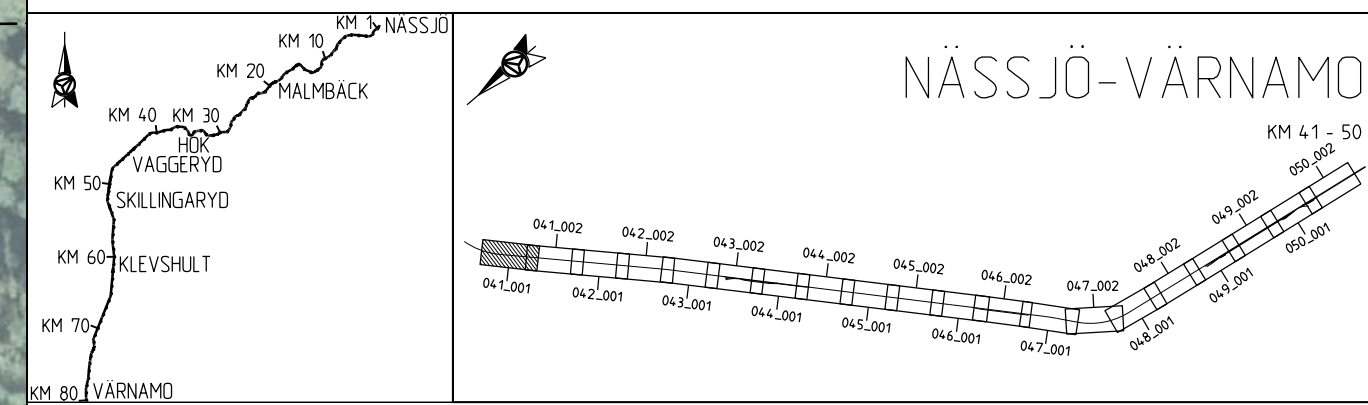 KM 1
NÄSSJÖ
KM 10
KM 20
MALMBÄCK
KM 40
KM 30
HOK
VAGGERYD
KM 50
SKILLINGARYD
KM 60
KLEVSHULT
KM 70
KM 80
VÄRNAMO
NÄSSJÖ-VÄRNAMO
KM 41 - 50
041_002
042_002
043_002
044_002
045_002
046_002
047_002
048_002
049_002
050_002
041_001
042_001
043_001
044_001
045_001
046_001
047_001
048_001
049_001
050_001